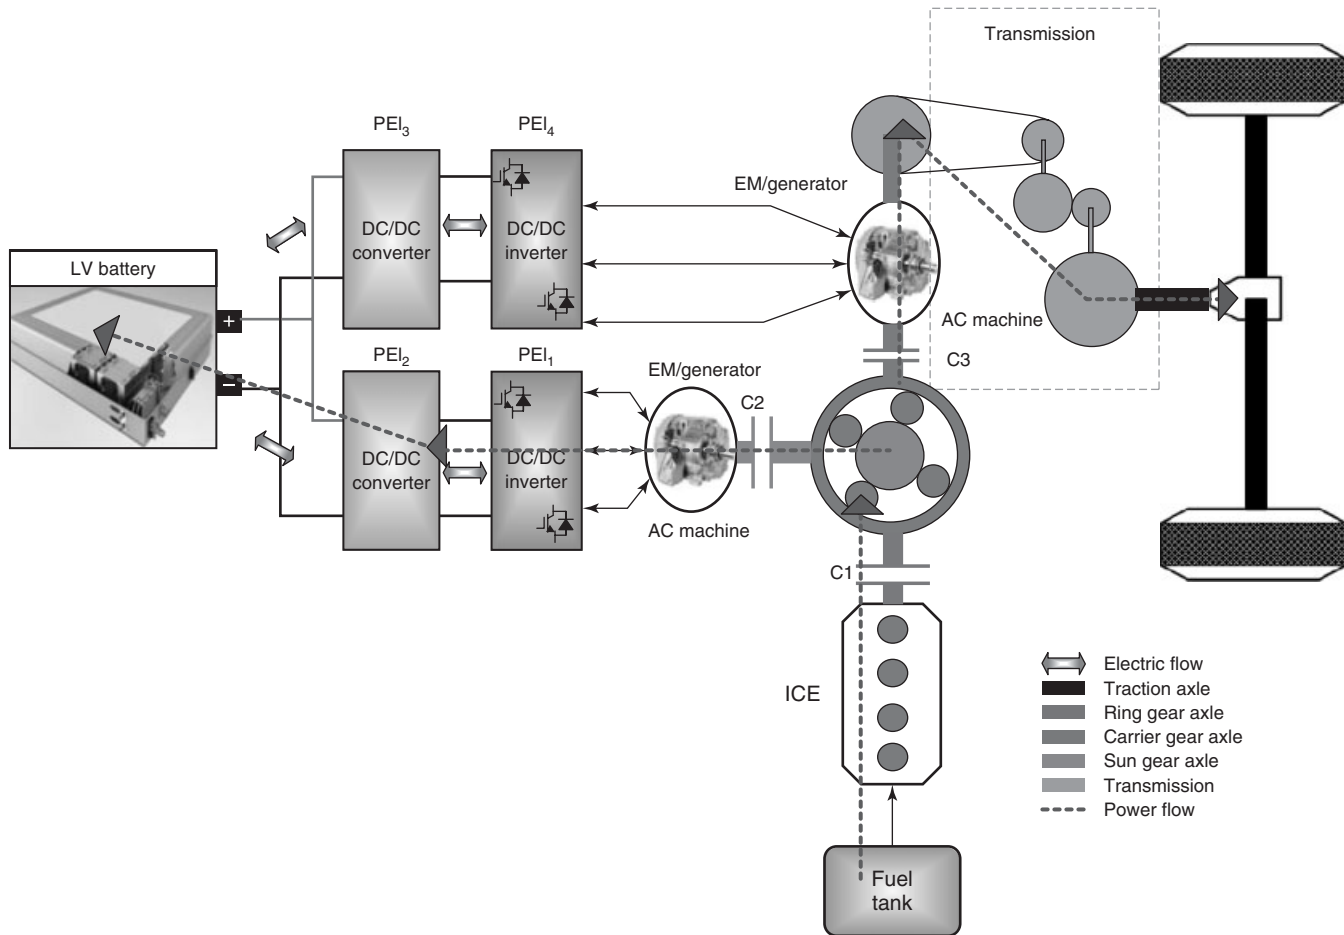 Transmission
PEI3
PEI4
EM/generator
DC/DC
converter
DC/DC
inverter
LV battery
+
−
AC machine
C3
PEI2
PEI1
EM/generator
C2
DC/DC
converter
DC/DC
inverter
AC machine
C1
ICE
Electric flow
Traction axle
Ring gear axle
Carrier gear axle
Sun gear axle
Transmission
Power flow
Fuel
tank